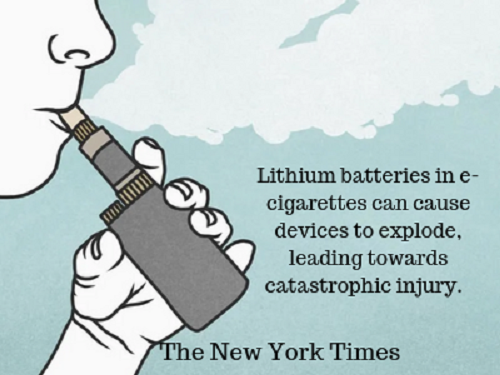 Lithium batteries in e-
cigarettes can cause
devices to explode,
leading towards
catastrophic injury.
The New York Times